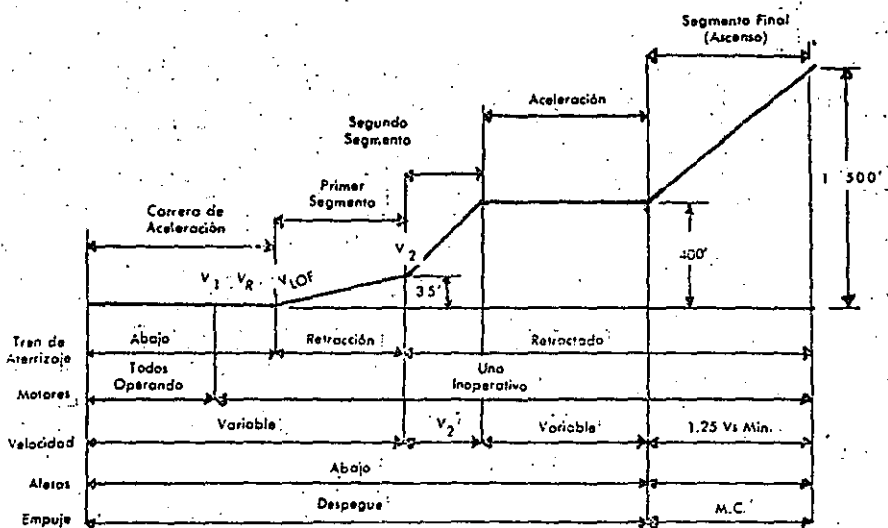 Segmento Final
(Ascenso)
Aceleración
Segundo
Segmento
1 500'
Primer
Segmento
Carrera de
Aceleración
V2
400'
V1 VR VLOF
35'
Tren de
Aterrizaje
Abajo
Retracción
Retractado
Motores
Todos
Operando
Uno
Inoperativo
Velocidad
Variable
V2
Variable
1.25 Vs Min.
Aletas
Abajo
Empuje
Despegue
M.C.